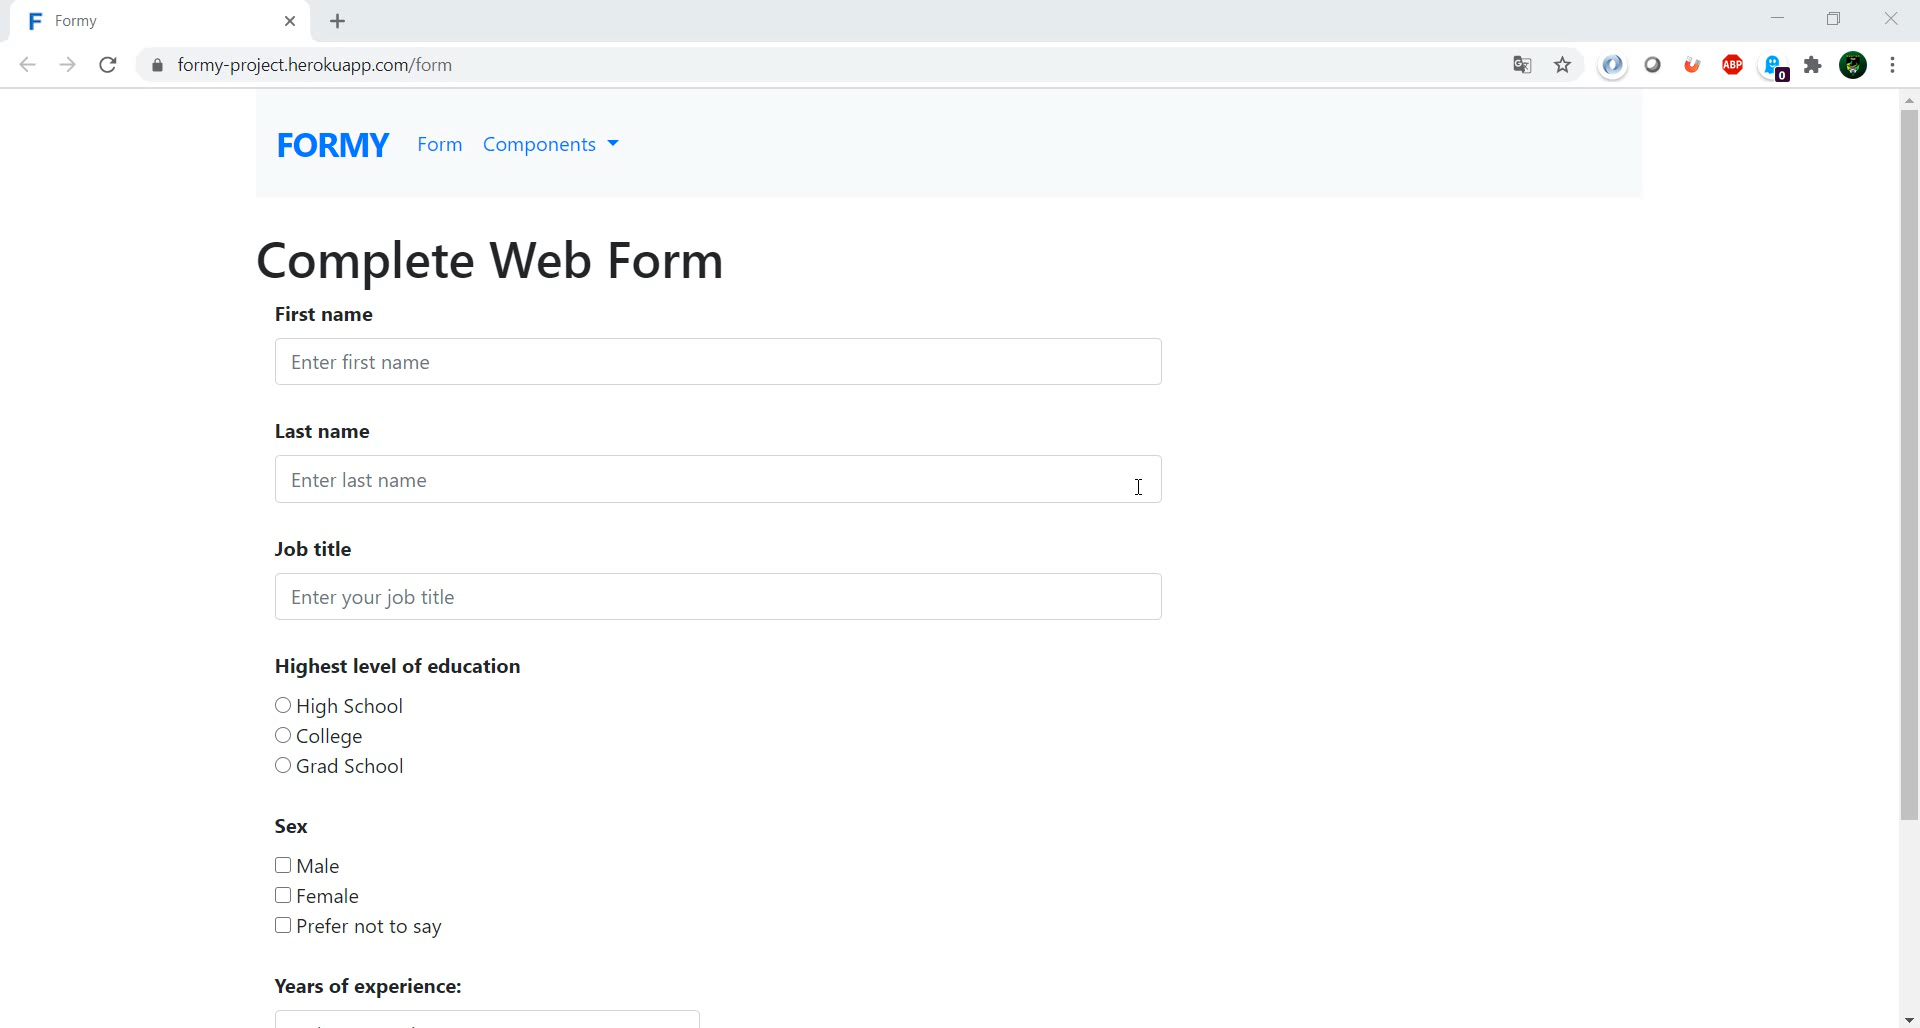 F Formy
formy-project.herokuapp.com/form
ABP
0
FORMY Form Components
Complete Web Form
First name
Enter first name
Last name
Enter last name
Job title
Enter your job title
Highest level of education
High School
College
Grad School
Sex
Male
Female
Prefer not to say
Years of experience: